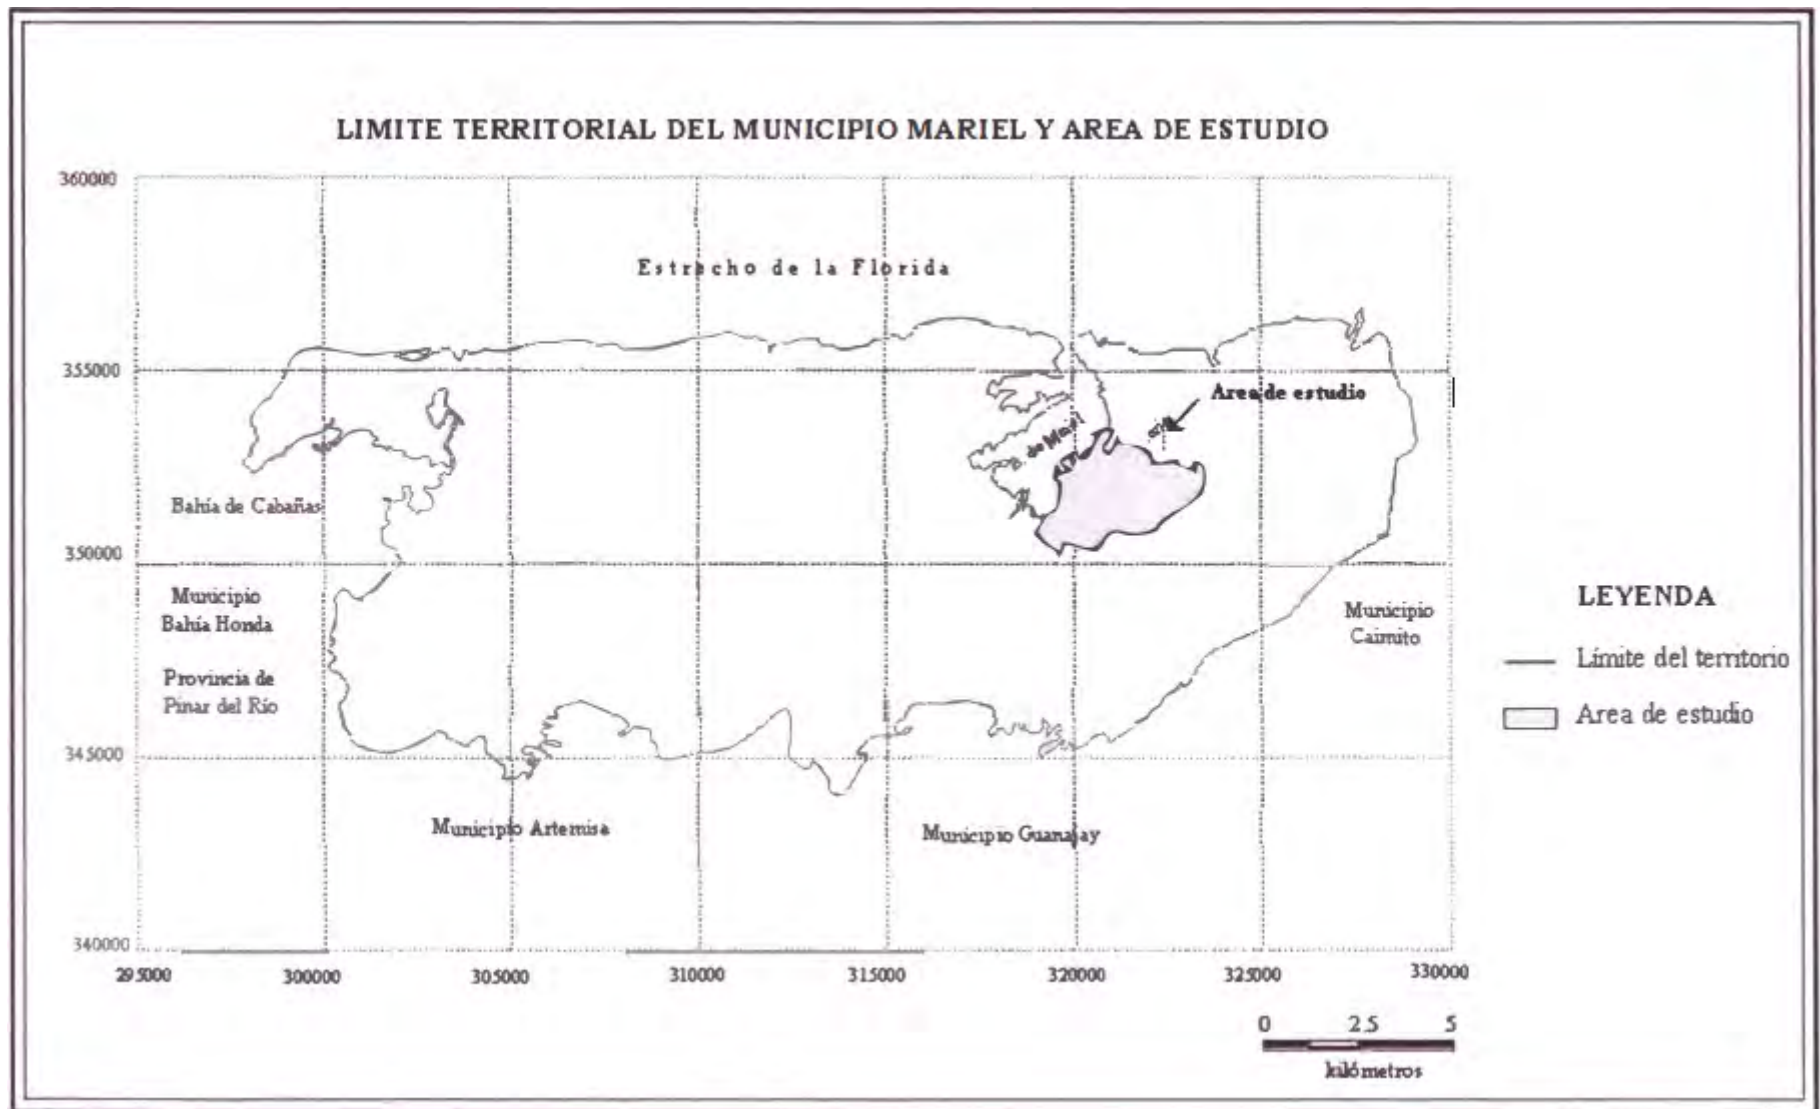 LIMITE TERRITORIAL DEL MUNICIPIO MARIEL Y AREA DE ESTUDIO
360000
Estrecho de la Florida
355000
Area de estudio
de Mariel
Bahía de Cabañas
350000
Municipio
Bahía Honda
Provincia de
Pinar del Río
Municipio
Caimito
LEYENDA
Límite del territorio
Area de estudio
345000
Municipio Artemisa
Municipio Guanajay
340000
295000 300000 305000 310000 315000 320000 325000 330000
0 2.5 5
kilómetros